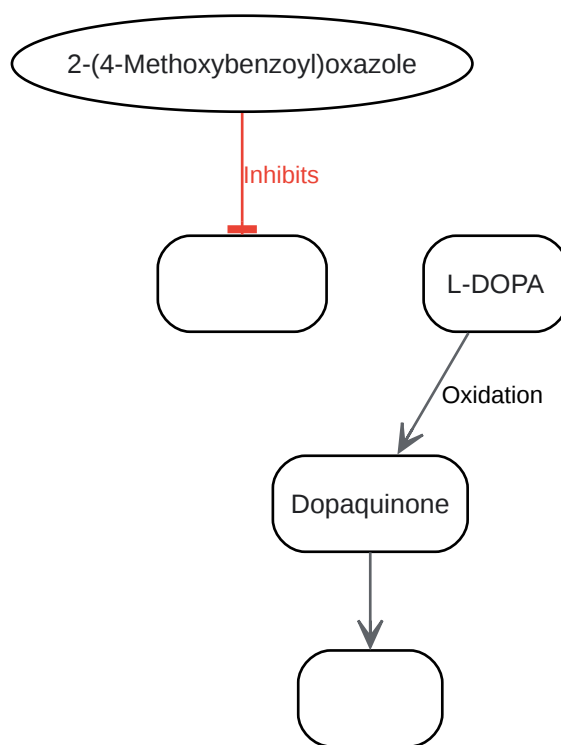 2-(4-Methoxybenzoyl)oxazole
Inhibits
L-DOPA
Oxidation
Dopaquinone